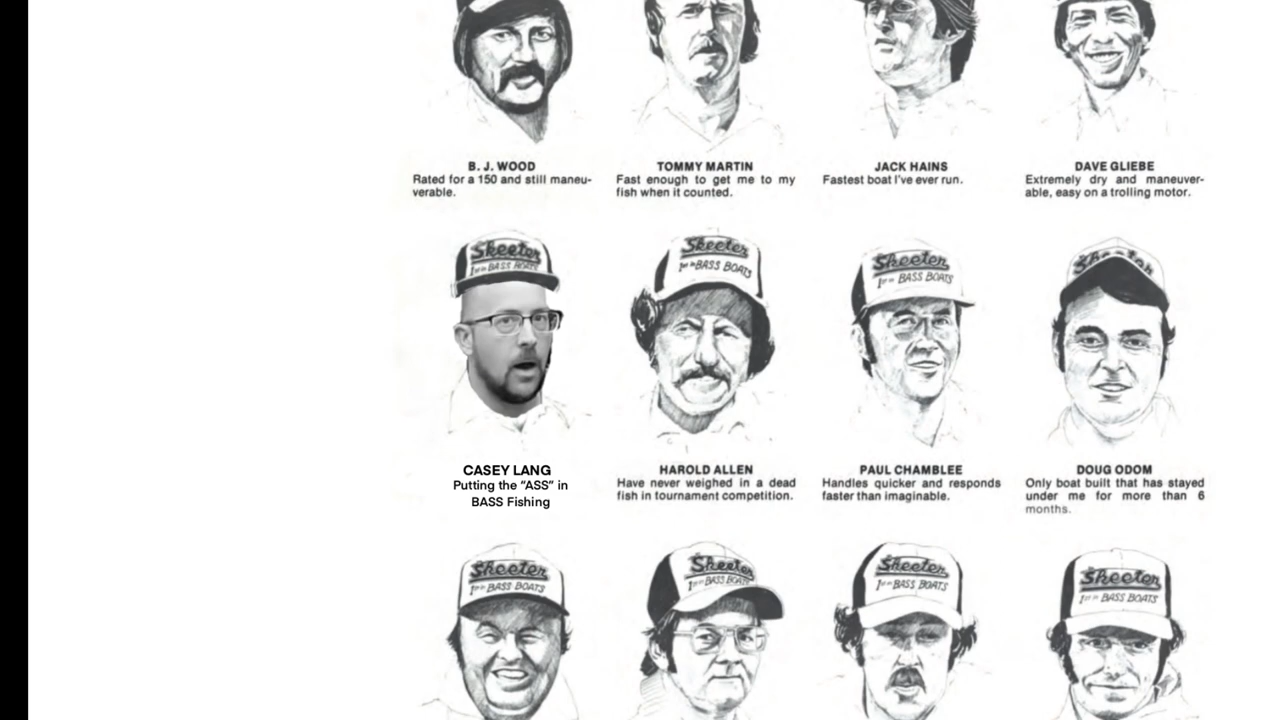 B. J. WOOD
Rated for a 150 and still maneu-
verable.
TOMMY MARTIN
Fast enough to get me to my
fish when it counted.
JACK HAINS
Fastest boat I've ever run.
DAVE GLIEBE
Extremely dry and maneuver-
able, easy on a trolling motor.
Skeeter
1st in BASS BOATS
Skeeter
1st in BASS BOATS
Skeeter
1st in BASS BOATS
Skeeter
CASEY LANG
Putting the “ASS” in
BASS Fishing
HAROLD ALLEN
Have never weighed in a dead
fish in tournament competition.
PAUL CHAMBLEE
Handles quicker and responds
faster than imaginable.
DOUG ODOM
Only boat built that has stayed
under me for more than 6
months.
Skeeter
1st in BASS BOATS
Skeeter
1st in BASS BOATS
Skeeter
1st in BASS BOATS
Skeeter
1st in BASS BOATS